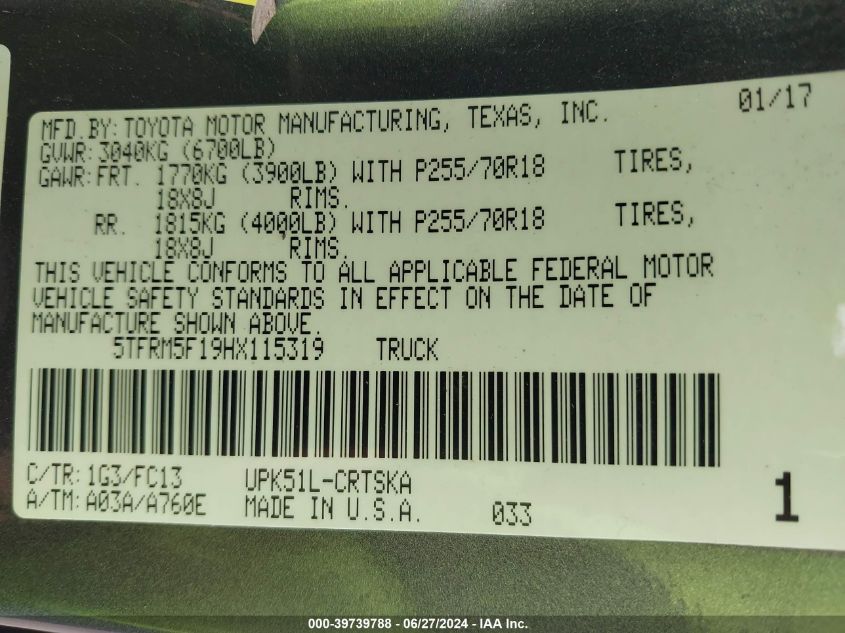 MFD.BY:TOYOTA MOTOR MANUFACTURING, TEXAS, INC. 01/17
GVWR:3040KG (6700LB)
GAWR:FRT. 1770KG (3900LB) WITH P255/70R18 TIRES,
18X8J RIMS.
RR. 1815KG (4000LB) WITH P255/70R18 TIRES,
18X8J RIMS.
THIS VEHICLE CONFORMS TO ALL APPLICABLE FEDERAL MOTOR
VEHICLE SAFETY STANDARDS IN EFFECT ON THE DATE OF
MANUFACTURE SHOWN ABOVE.
5TFRM5F19HX115319 TRUCK
C/TR:1G3/FC13 UPK51L-CRTSKA
A/TM:A03A/A760E MADE IN U.S.A. 033 1
000-39739788 - 06/27/2024 - IAA Inc.